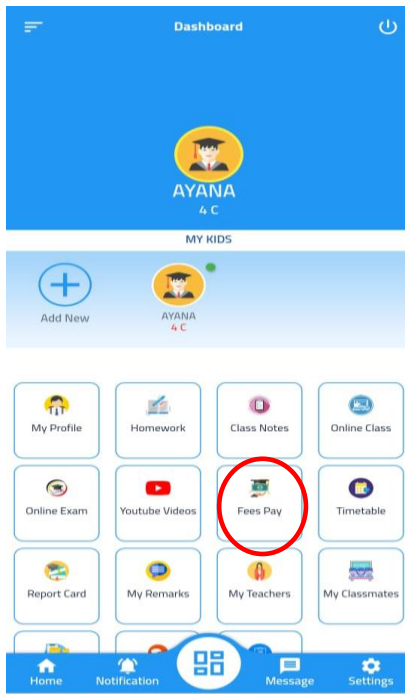 Dashboard
AYANA
4 C
MY KIDS
Add New
AYANA
4 C
My Profile
Homework
Class Notes
Online Class
Online Exam
Youtube Videos
Fees Pay
Timetable
Report Card
My Remarks
My Teachers
My Classmates
Home
Notification
Message
Settings